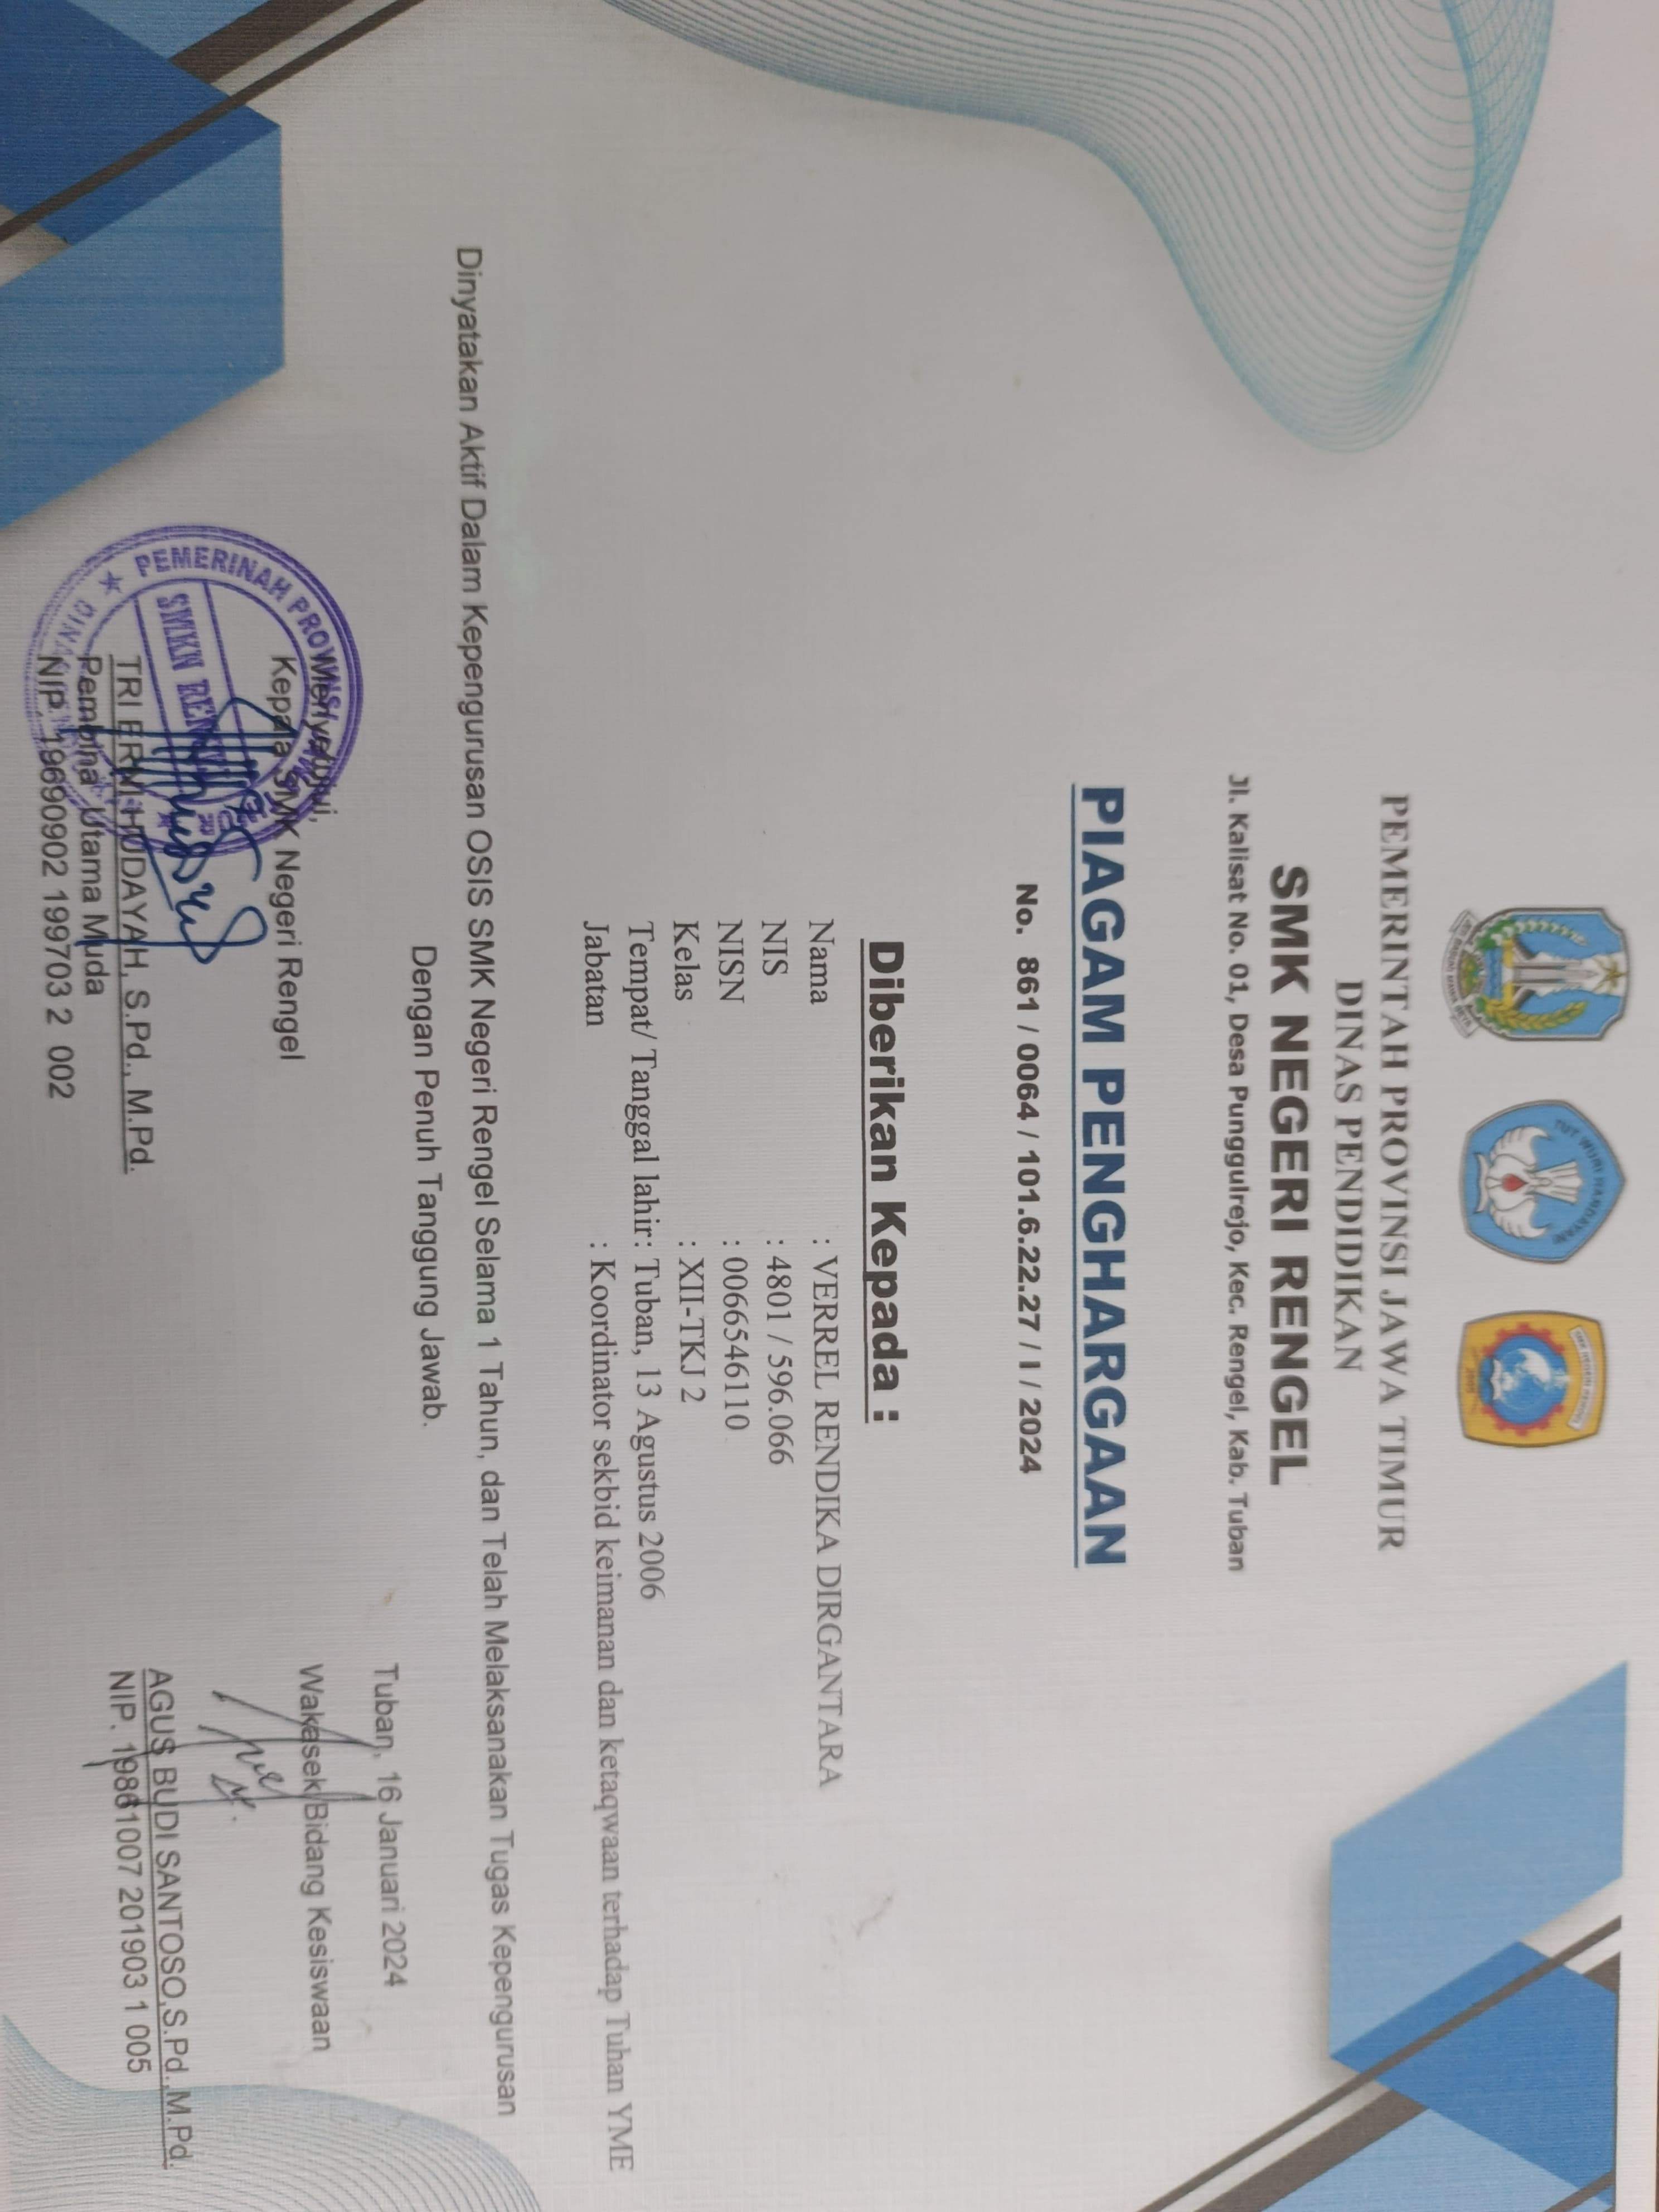 PEMERINTAH PROVINSI JAWA TIMUR
DINAS PENDIDIKAN
SMK NEGERI RENGEL
Jl. Kalisat No. 01, Desa Punggulrejo, Kec. Rengel, Kab. Tuban
PIAGAM PENGHARGAAN
No. 861 / 0064 / 101.6.22.27 / I / 2024
Diberikan Kepada :
Nama : VERREL RENDIKA DIRGANTARA
NIS : 4801 / 596.066
NISN : 0066546110
Kelas : XII-TKJ 2
Tempat/ Tanggal lahir : Tuban, 13 Agustus 2006
Jabatan : Koordinator sekbid keimanan dan ketaqwaan terhadap Tuhan YME
Dinyatakan Aktif Dalam Kepengurusan OSIS SMK Negeri Rengel Selama 1 Tahun, dan Telah Melaksanakan Tugas Kepengurusan
Dengan Penuh Tanggung Jawab.
Menyetujui,
Kepala SMK Negeri Rengel
PEMERINAH PROVINSI
SMKN
TRI ERNI HUDAYAH, S.Pd., M.Pd.
Pembina Utama Muda
NIP. 19690902 199703 2 002
Tuban, 16 Januari 2024
Wakasek Bidang Kesiswaan
AGUS BUDI SANTOSO,S.Pd.,M.Pd.
NIP. 19861007 201903 1 005